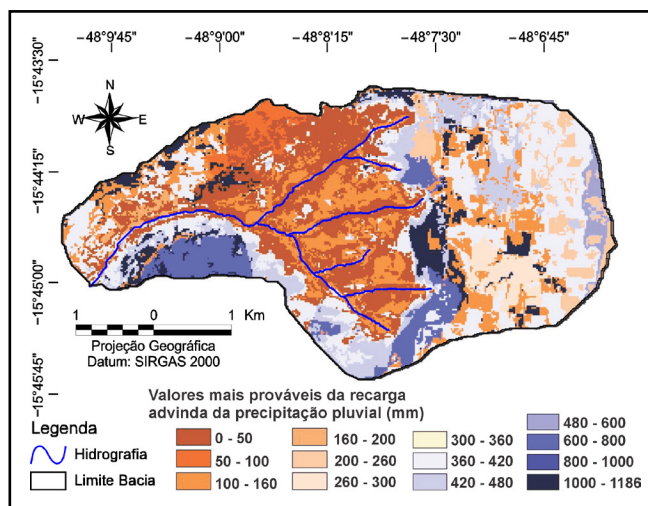 -48°9'45" -48°9'00" -48°8'15" -48°7'30" -48°6'45"
-15°43'30"
N
W E
S
-15°44'15"
-15°45'00"
1 0 1 Km
Projeção Geográfica
Datum: SIRGAS 2000
-15°45'45"
Valores mais prováveis da recarga
advinda da precipitação pluvial (mm)
Legenda
Hidrografia
Limite Bacia
0 - 50
50 - 100
100 - 160
160 - 200
200 - 260
260 - 300
300 - 360
360 - 420
420 - 480
480 - 600
600 - 800
800 - 1000
1000 - 1186